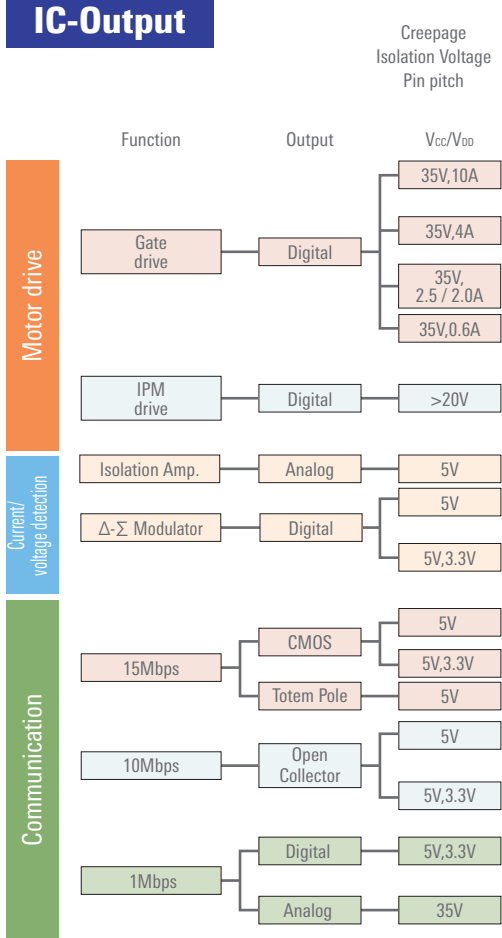 IC-Output
Creepage
Isolation Voltage
Pin pitch
Function
Output
Vcc/VDD
Motor drive
Gate
drive
Digital
35V,10A
35V,4A
35V,
2.5 / 2.0A
35V,0.6A
IPM
drive
Digital
>20V
Current/
voltage detection
Isolation Amp.
Analog
5V
Δ-Σ Modulator
Digital
5V
5V,3.3V
Communication
15Mbps
CMOS
5V
5V,3.3V
Totem Pole
5V
10Mbps
Open
Collector
5V
5V,3.3V
1Mbps
Digital
5V,3.3V
Analog
35V